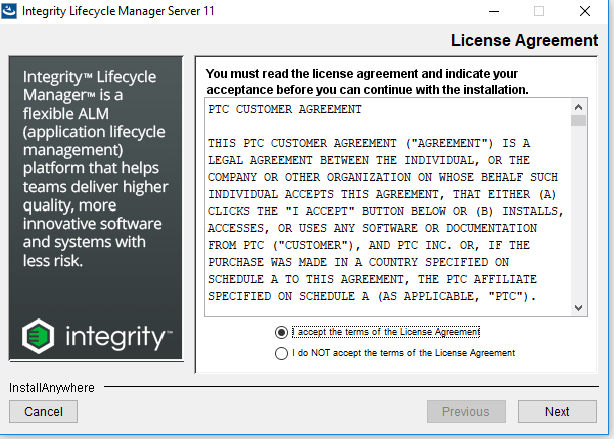 Integrity Lifecycle Manager Server 11
License Agreement
Integrity™ Lifecycle
Manager™ is a
flexible ALM
(application lifecycle
management)
platform that helps
teams deliver higher
quality, more
innovative software
and systems with
less risk.
integrity™
You must read the license agreement and indicate your
acceptance before you can continue with the installation.
PTC CUSTOMER AGREEMENT
THIS PTC CUSTOMER AGREEMENT ("AGREEMENT") IS A
LEGAL AGREEMENT BETWEEN THE INDIVIDUAL, OR THE
COMPANY OR OTHER ORGANIZATION ON WHOSE BEHALF SUCH
INDIVIDUAL ACCEPTS THIS AGREEMENT, THAT EITHER (A)
CLICKS THE "I ACCEPT" BUTTON BELOW OR (B) INSTALLS,
ACCESSES, OR USES ANY SOFTWARE OR DOCUMENTATION
FROM PTC ("CUSTOMER"), AND PTC INC. OR, IF THE
PURCHASE WAS MADE IN A COUNTRY SPECIFIED ON
SCHEDULE A TO THIS AGREEMENT, THE PTC AFFILIATE
SPECIFIED ON SCHEDULE A (AS APPLICABLE, "PTC").
I accept the terms of the License Agreement
I do NOT accept the terms of the License Agreement
InstallAnywhere
Cancel
Previous
Next